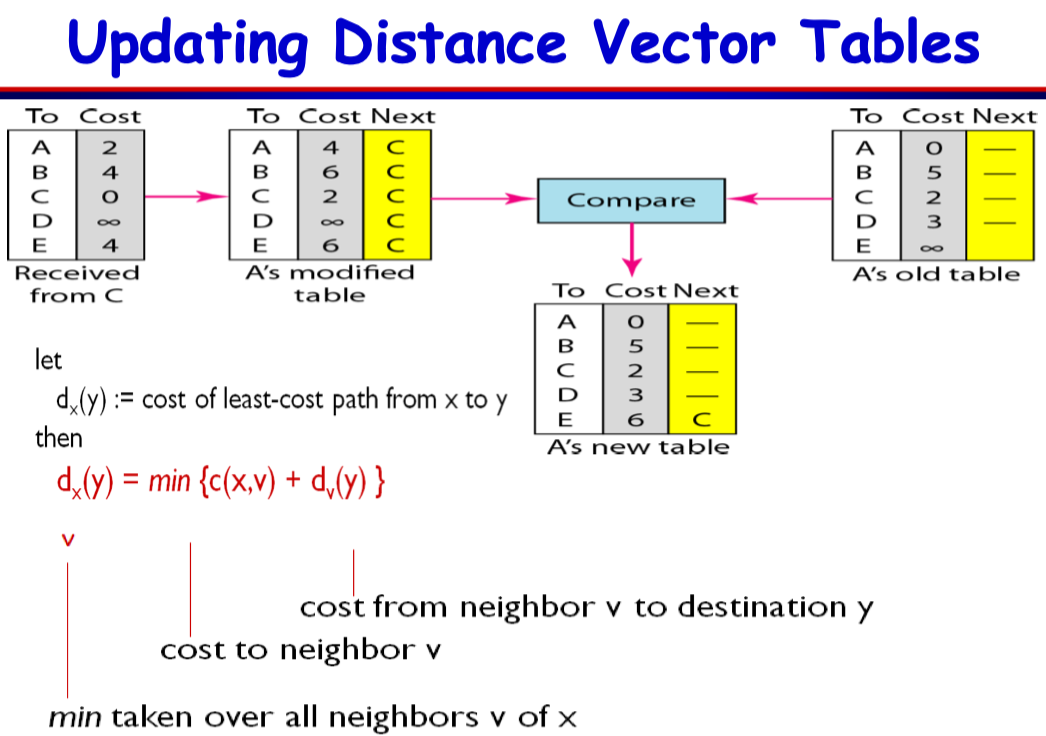 Updating Distance Vector Tables
To Cost
A 2
B 4
C 0
D ∞
E 4
Received
from C
To Cost Next
A 4 C
B 6 C
C 2 C
D ∞ C
E 6 C
A's modified
table
Compare
To Cost Next
A 0 —
B 5 —
C 2 —
D 3 —
E ∞
A's old table
To Cost Next
A 0 —
B 5 —
C 2 —
D 3 —
E 6 C
A's new table
let
dₓ(y) := cost of least-cost path from x to y
then
dₓ(y) = min {c(x,v) + dᵥ(y) }
v
cost from neighbor v to destination y
cost to neighbor v
min taken over all neighbors v of x